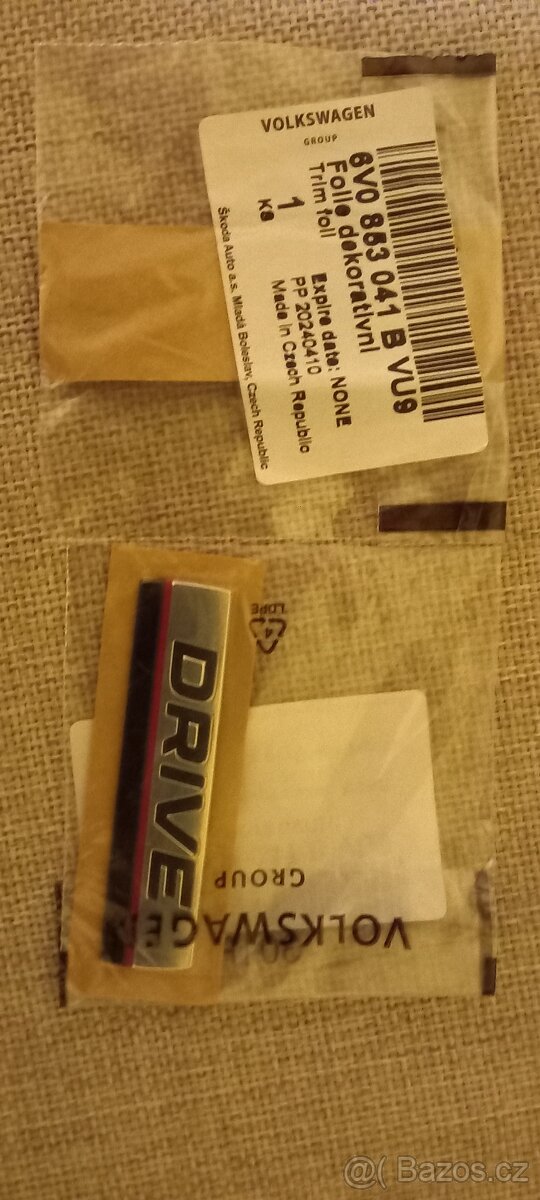 VOLKSWAGEN
GROUP
6V0 853 041 B VU9
Folie dekorativní
Trim foil
1
KS
Expire date: NONE
PP 20240410
Made in Czech Republic
Škoda Auto a.s. Mladá Boleslav, Czech Republic
4
LDPE
DRIVE
GROUP
VOLKSWAGEN
@( Bazos.cz